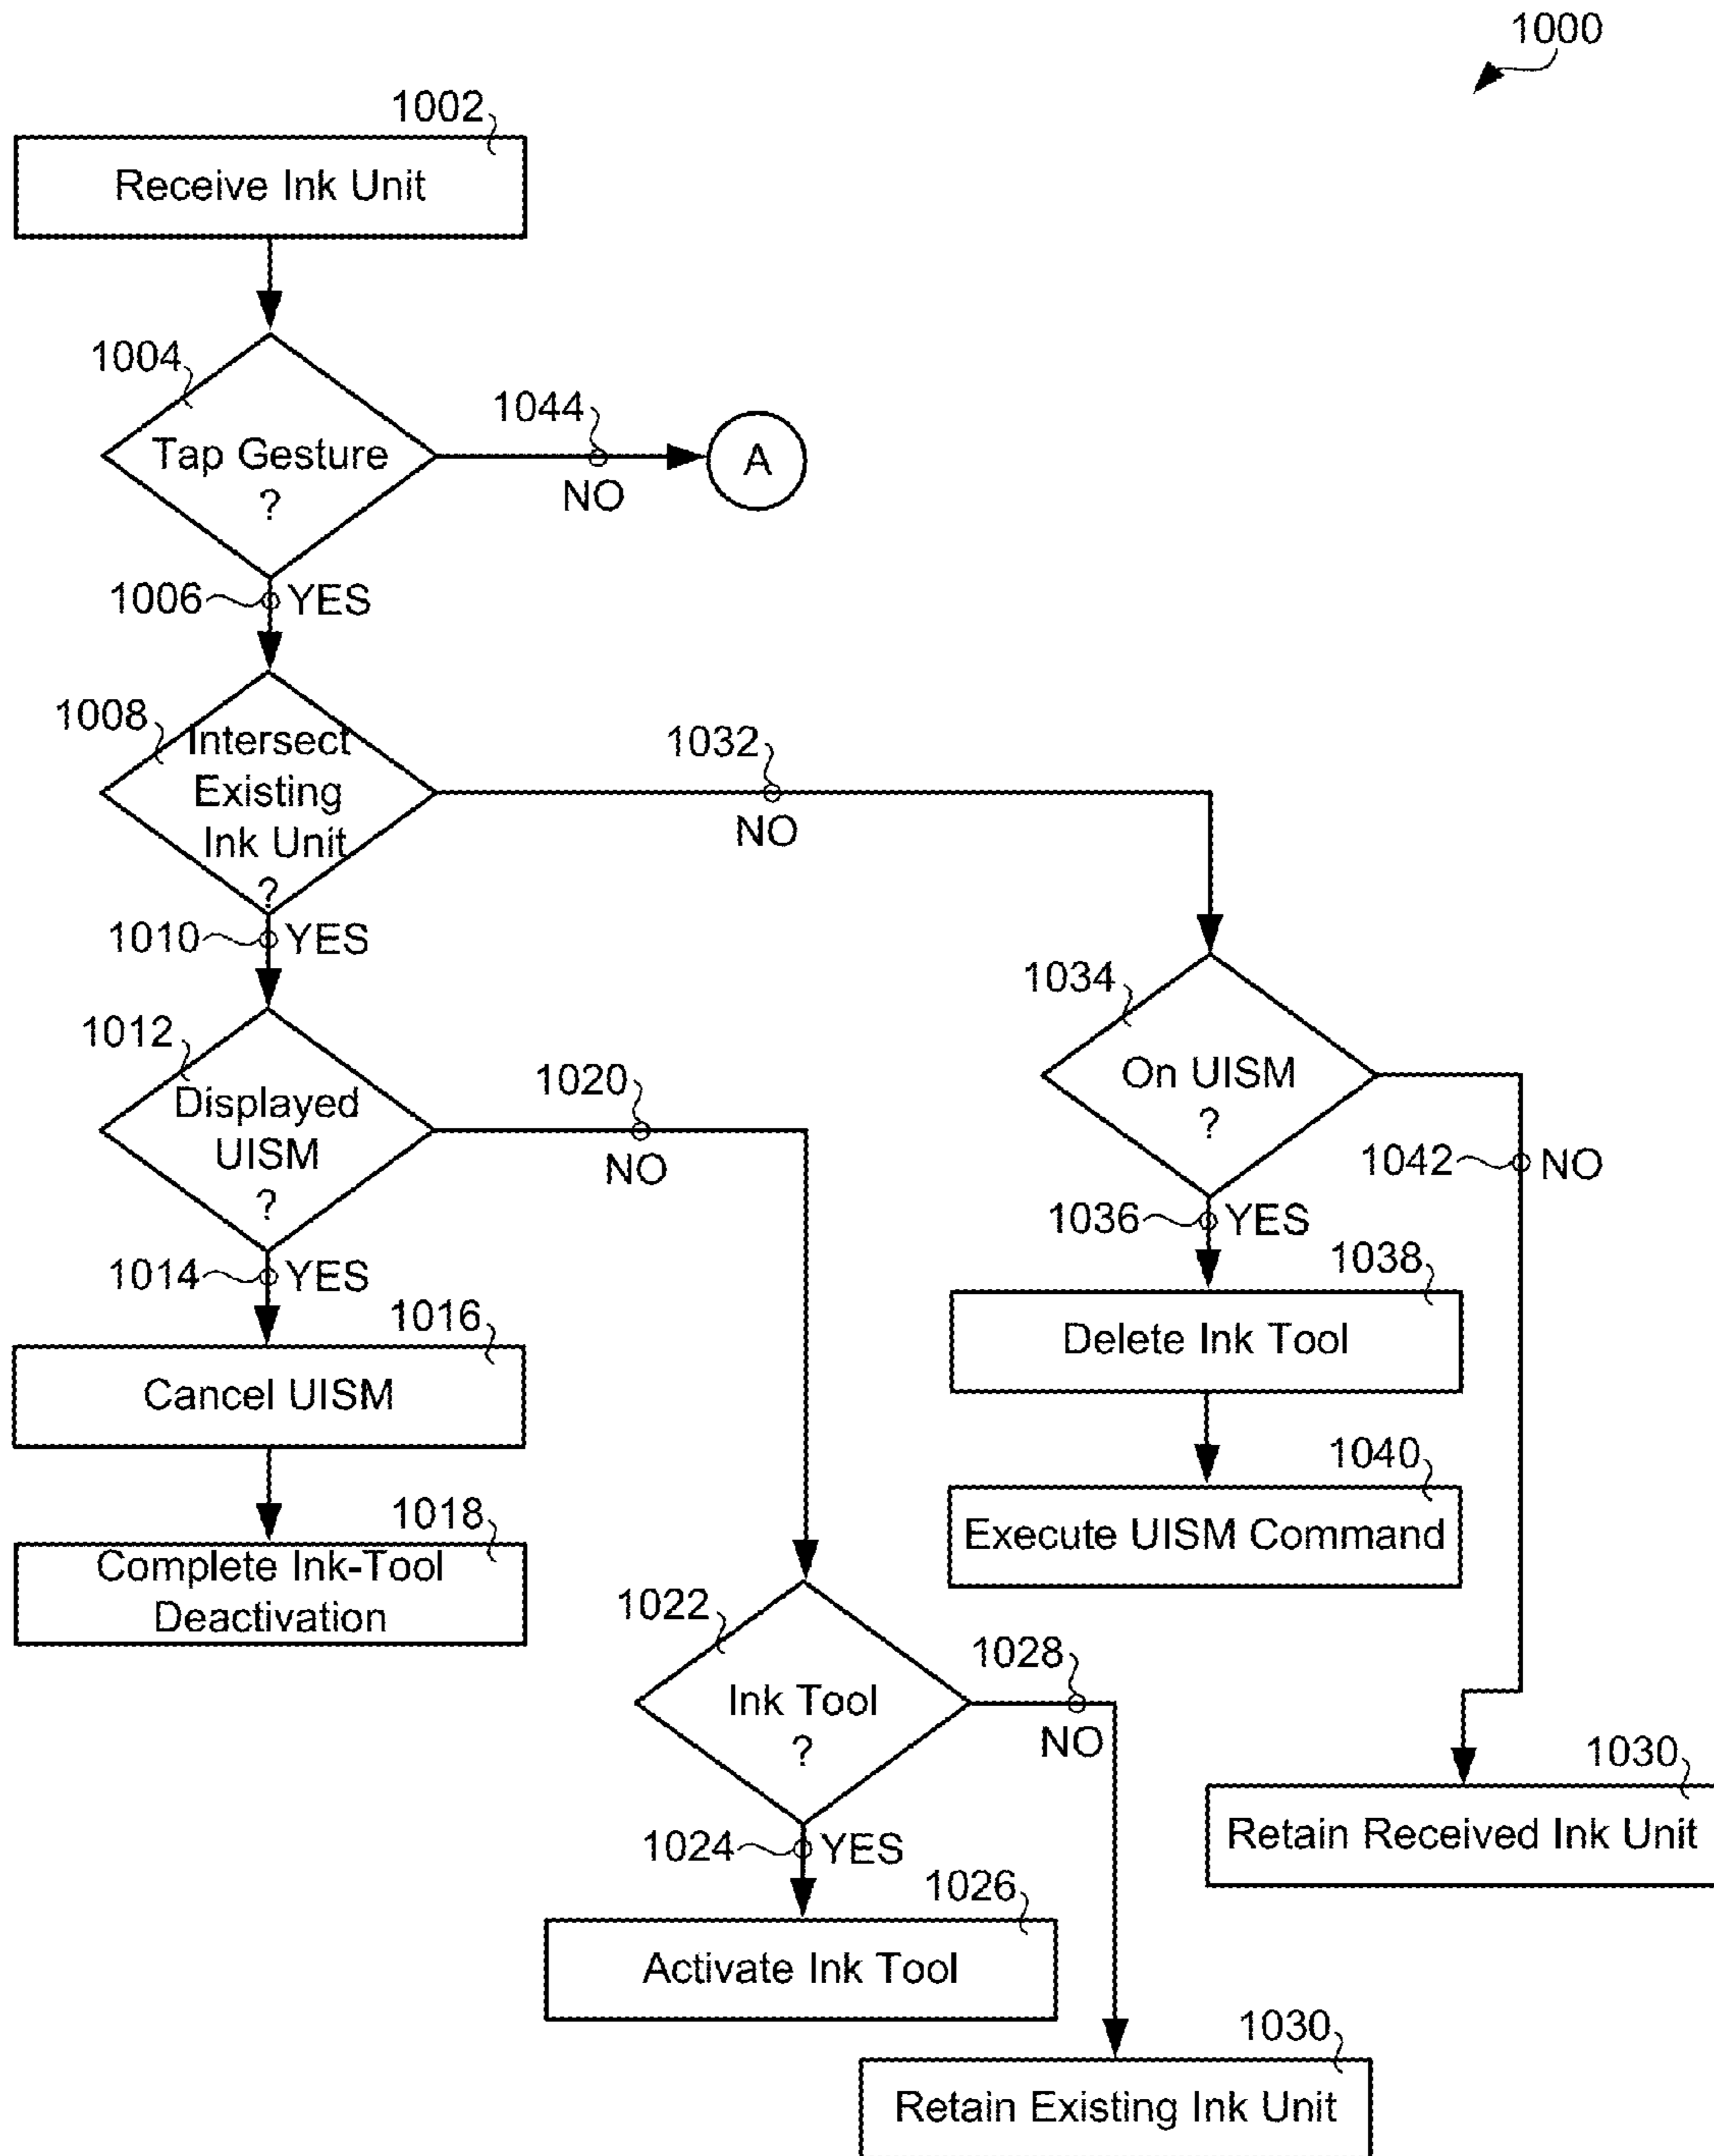 1000
1002
Receive Ink Unit
1004
Tap Gesture
?
1044
NO
A
1006
YES
1008
Intersect
Existing
Ink Unit
?
1032
NO
1010
YES
1012
Displayed
UISM
?
1020
NO
1034
On UISM
?
1042
NO
1036
YES
1014
YES
1016
Cancel UISM
1018
Complete Ink-Tool
Deactivation
1038
Delete Ink Tool
1040
Execute UISM Command
1022
Ink Tool
?
1028
NO
1030
Retain Received Ink Unit
1024
YES
1026
Activate Ink Tool
1030
Retain Existing Ink Unit